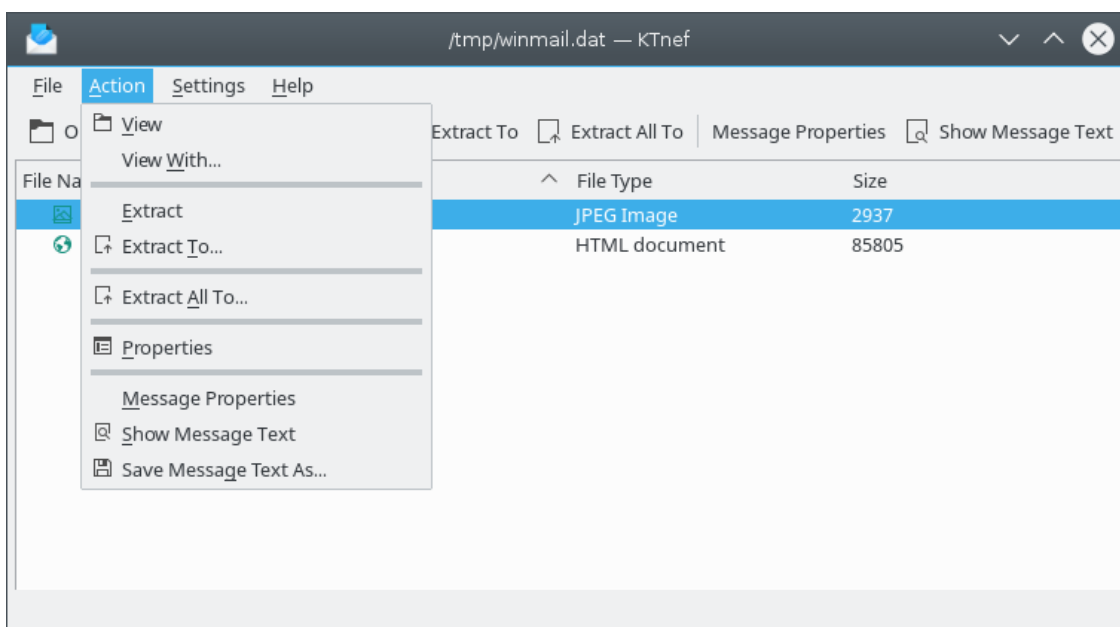 /tmp/winmail.dat — KTnef
File Action Settings Help
O Extract To Extract All To Message Properties Show Message Text
File Na File Type Size
JPEG Image 2937
HTML document 85805
View
View With...
Extract
Extract To...
Extract All To...
Properties
Message Properties
Show Message Text
Save Message Text As...